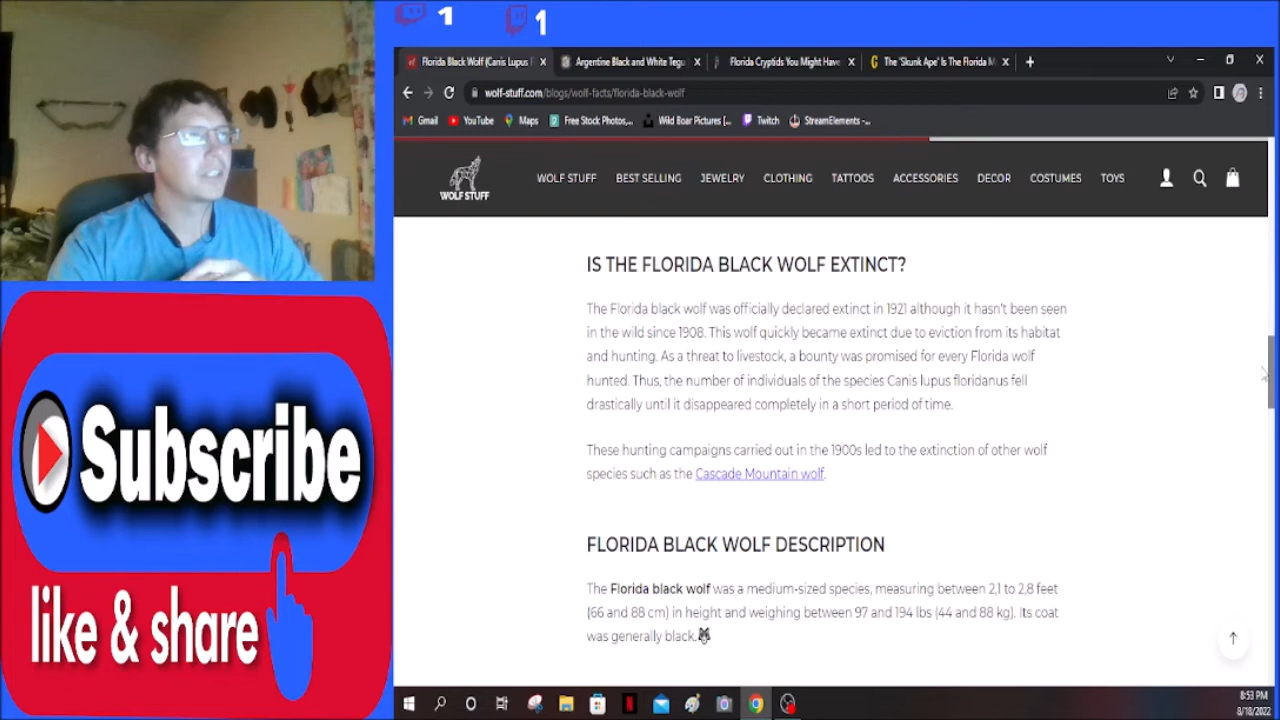 1
1
Florida Black Wolf (Canis Lupus F
Argentine Black and White Tegu
Florida Cryptids You Might Have
The 'Skunk Ape' Is The Florida M
wolf-stuff.com/blogs/wolf-facts/florida-black-wolf
Gmail
YouTube
Maps
Free Stock Photos,...
Wild Boar Pictures [...
Twitch
StreamElements -...
WOLF STUFF
WOLF STUFF
BEST SELLING
JEWELRY
CLOTHING
TATTOOS
ACCESSORIES
DECOR
COSTUMES
TOYS
IS THE FLORIDA BLACK WOLF EXTINCT?
The Florida black wolf was officially declared extinct in 1921 although it hasn't been seen
in the wild since 1908. This wolf quickly became extinct due to eviction from its habitat
and hunting. As a threat to livestock, a bounty was promised for every Florida wolf
hunted. Thus, the number of individuals of the species Canis lupus floridanus fell
drastically until it disappeared completely in a short period of time.
These hunting campaigns carried out in the 1900s led to the extinction of other wolf
species such as the Cascade Mountain wolf.
FLORIDA BLACK WOLF DESCRIPTION
The Florida black wolf was a medium-sized species, measuring between 2,1 to 2,8 feet
(66 and 88 cm) in height and weighing between 97 and 194 lbs (44 and 88 kg). Its coat
was generally black.
Subscribe
like & share
8:53 PM
8/18/2022